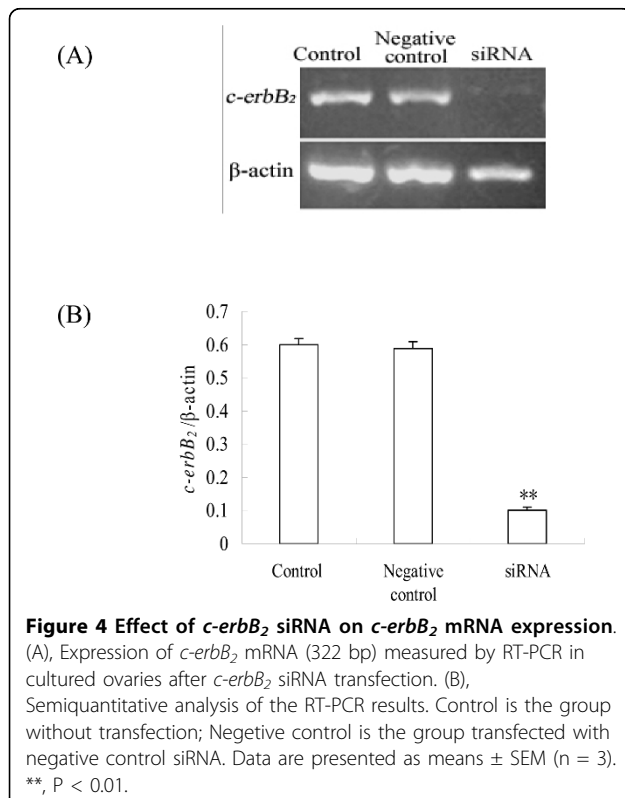 (A)
Control Negative control siRNA
c-erbB₂
β-actin
(B)
0.7
0.6
0.5
0.4
0.3
0.2
0.1
0
c-erbB₂ /β-actin
**
Control Negative control siRNA
Figure 4 Effect of c-erbB₂ siRNA on c-erbB₂ mRNA expression.
(A), Expression of c-erbB₂ mRNA (322 bp) measured by RT-PCR in
cultured ovaries after c-erbB₂ siRNA transfection. (B),
Semiquantitative analysis of the RT-PCR results. Control is the group
without transfection; Negetive control is the group transfected with
negative control siRNA. Data are presented as means ± SEM (n = 3).
**, P < 0.01.